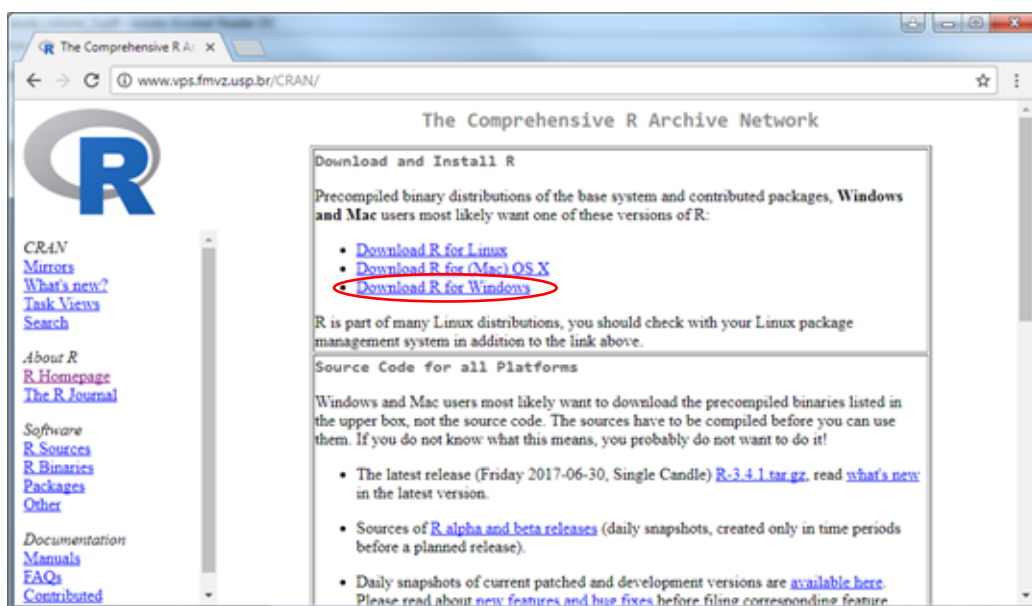 The Comprehensive R Ar
www.vps.fmvz.usp.br/CRAN/
R
CRAN
Mirrors
What's new?
Task Views
Search
About R
R Homepage
The R Journal
Software
R Sources
R Binaries
Packages
Other
Documentation
Manuals
FAQs
Contributed
The Comprehensive R Archive Network
Download and Install R
Precompiled binary distributions of the base system and contributed packages, Windows
and Mac users most likely want one of these versions of R:
• Download R for Linux
• Download R for (Mac) OS X
• Download R for Windows
R is part of many Linux distributions, you should check with your Linux package
management system in addition to the link above.
Source Code for all Platforms
Windows and Mac users most likely want to download the precompiled binaries listed in
the upper box, not the source code. The sources have to be compiled before you can use
them. If you do not know what this means, you probably do not want to do it!
• The latest release (Friday 2017-06-30, Single Candle) R-3.4.1.tar.gz, read what's new
in the latest version.
• Sources of R alpha and beta releases (daily snapshots, created only in time periods
before a planned release).
• Daily snapshots of current patched and development versions are available here.
Please read about new features and bug fixes before filing corresponding feature